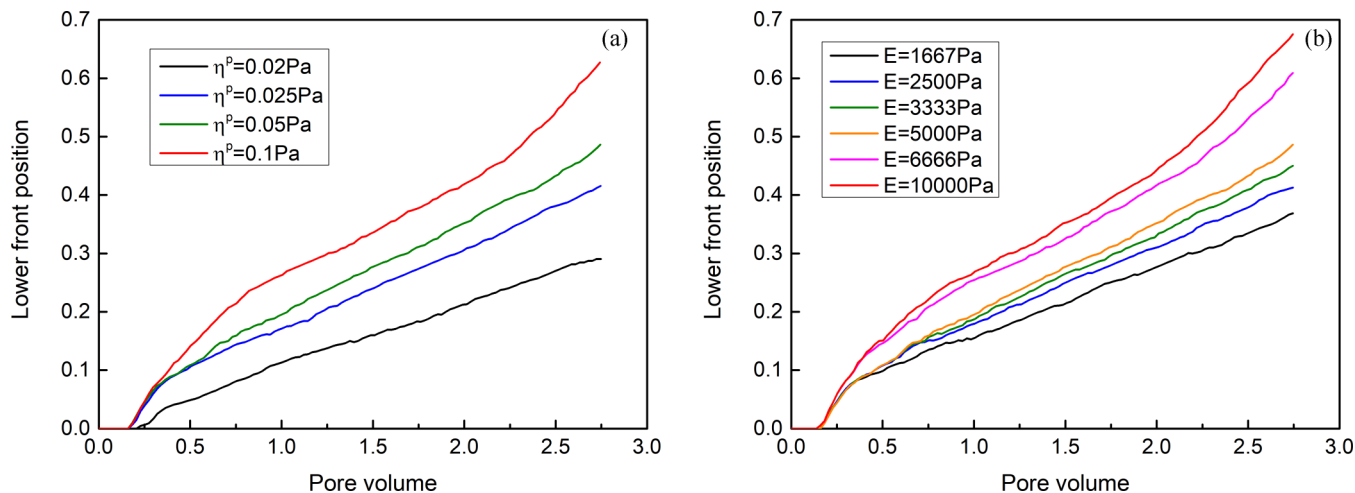 (a)
η^p=0.02Pa
η^p=0.025Pa
η^p=0.05Pa
η^p=0.1Pa
Lower front position
0.7
0.6
0.5
0.4
0.3
0.2
0.1
0.0
0.0 0.5 1.0 1.5 2.0 2.5 3.0
Pore volume
(b)
E=1667Pa
E=2500Pa
E=3333Pa
E=5000Pa
E=6666Pa
E=10000Pa
Lower front position
0.7
0.6
0.5
0.4
0.3
0.2
0.1
0.0
0.0 0.5 1.0 1.5 2.0 2.5 3.0
Pore volume